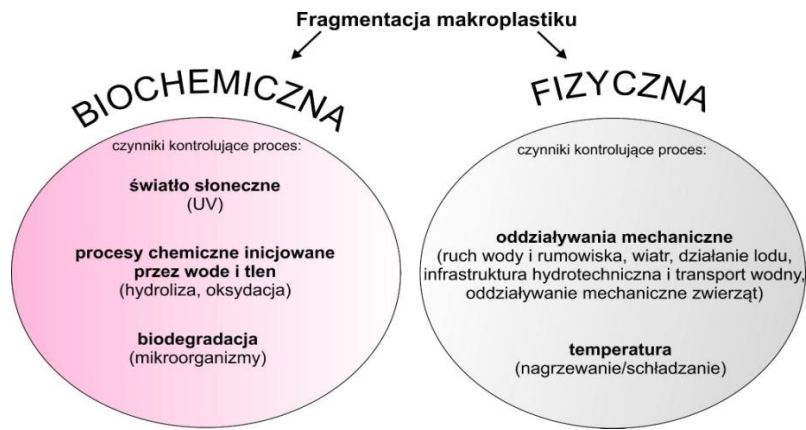 Fragmentacja makroplastiku
BIOCHEMICZNA
czynniki kontrolujące proces:
światło słoneczne
(UV)
procesy chemiczne inicjowane
przez wode i tlen
(hydroliza, oksydacja)
biodegradacja
(mikroorganizmy)
FIZYCZNA
czynniki kontrolujące proces:
oddziaływania mechaniczne
(ruch wody i rumowiska, wiatr, działanie lodu,
infrastruktura hydrotechniczna i transport wodny,
oddziaływanie mechaniczne zwierząt)
temperatura
(nagrzewanie/schładzanie)